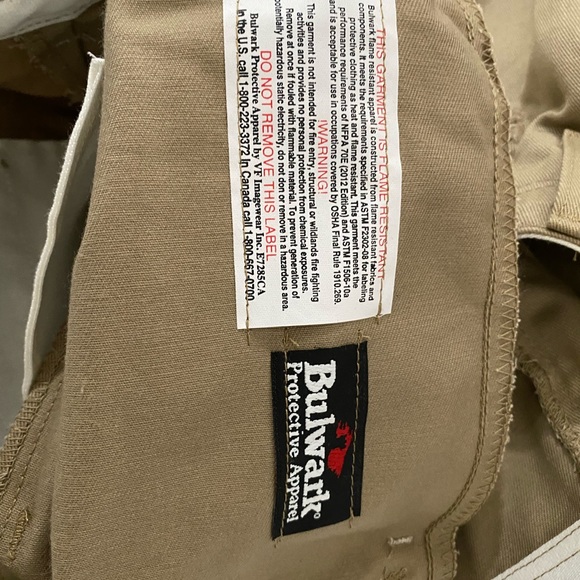 THIS GARMENT IS FLAME RESISTANT
Bulwark flame resistant apparel is constructed from flame resistant fabrics and
components. It meets the requirements specified in ASTM F2302-08 for labeling
protective clothing as heat and flame resistant. This garment meets the
performance requirements of NFPA 70E (2012 Edition) and ASTM F1506-10a
and is acceptable for use in occupations covered by OSHA Final Rule 1910.269.
!WARNING!
This garment is not intended for fire entry, structural or wildlands fire fighting
activities and provides no personal protection from chemical exposures.
Remove at once if fouled with flammable material. To prevent generation of
potentially hazardous static electricity, do not don or remove in a hazardous area.
DO NOT REMOVE THIS LABEL
Bulwark Protective Apparel by VF Imagewear Inc. E7285CA
In the U.S. call 1-800-223-3372 In Canada call 1-800-667-0700
Bulwark®
Protective Apparel